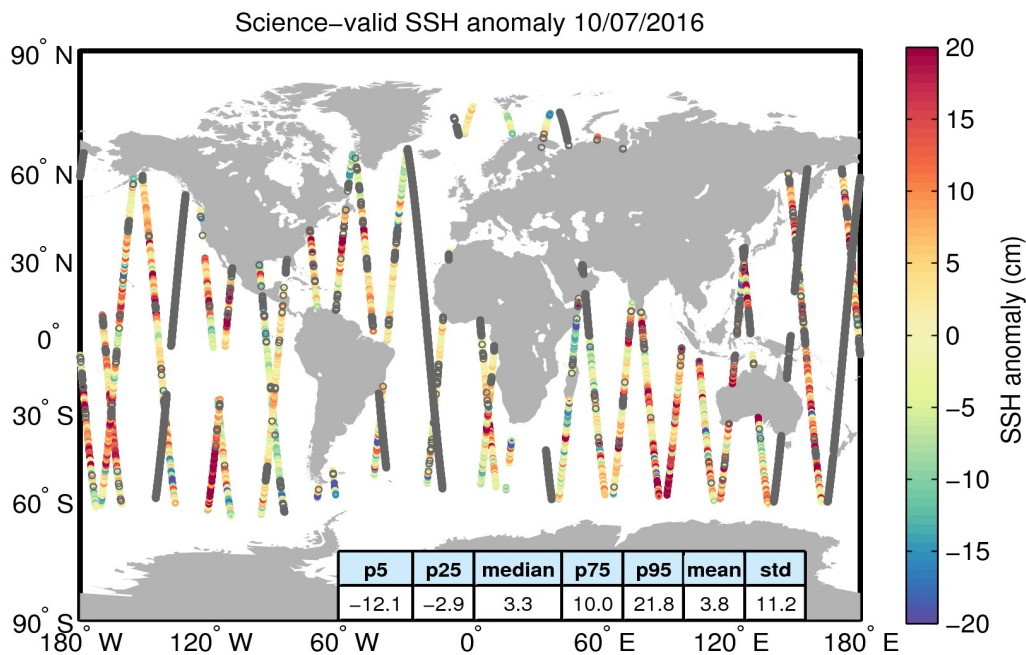 Science−valid SSH anomaly 10/07/2016
90° N
60° N
30° N
0°
30° S
60° S
90° S
180° W
120° W
60° W
0°
60° E
120° E
180° E
p5 p25 median p75 p95 mean std
−12.1 −2.9 3.3 10.0 21.8 3.8 11.2
20
15
10
5
0
−5
−10
−15
−20
SSH anomaly (cm)